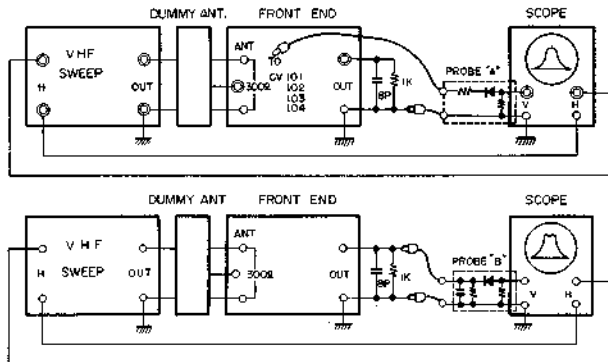 DUMMY ANT. FRONT END SCOPE
VHF SWEEP
H
OUT
ANT
300Ω
TO
CV 101
102
103
104
OUT
8P
1K
PROBE "A"
V
H
DUMMY ANT FRONT END SCOPE
VHF SWEEP
H
OUT
ANT
300Ω
OUT
8P
1K
PROBE "B"
V
H